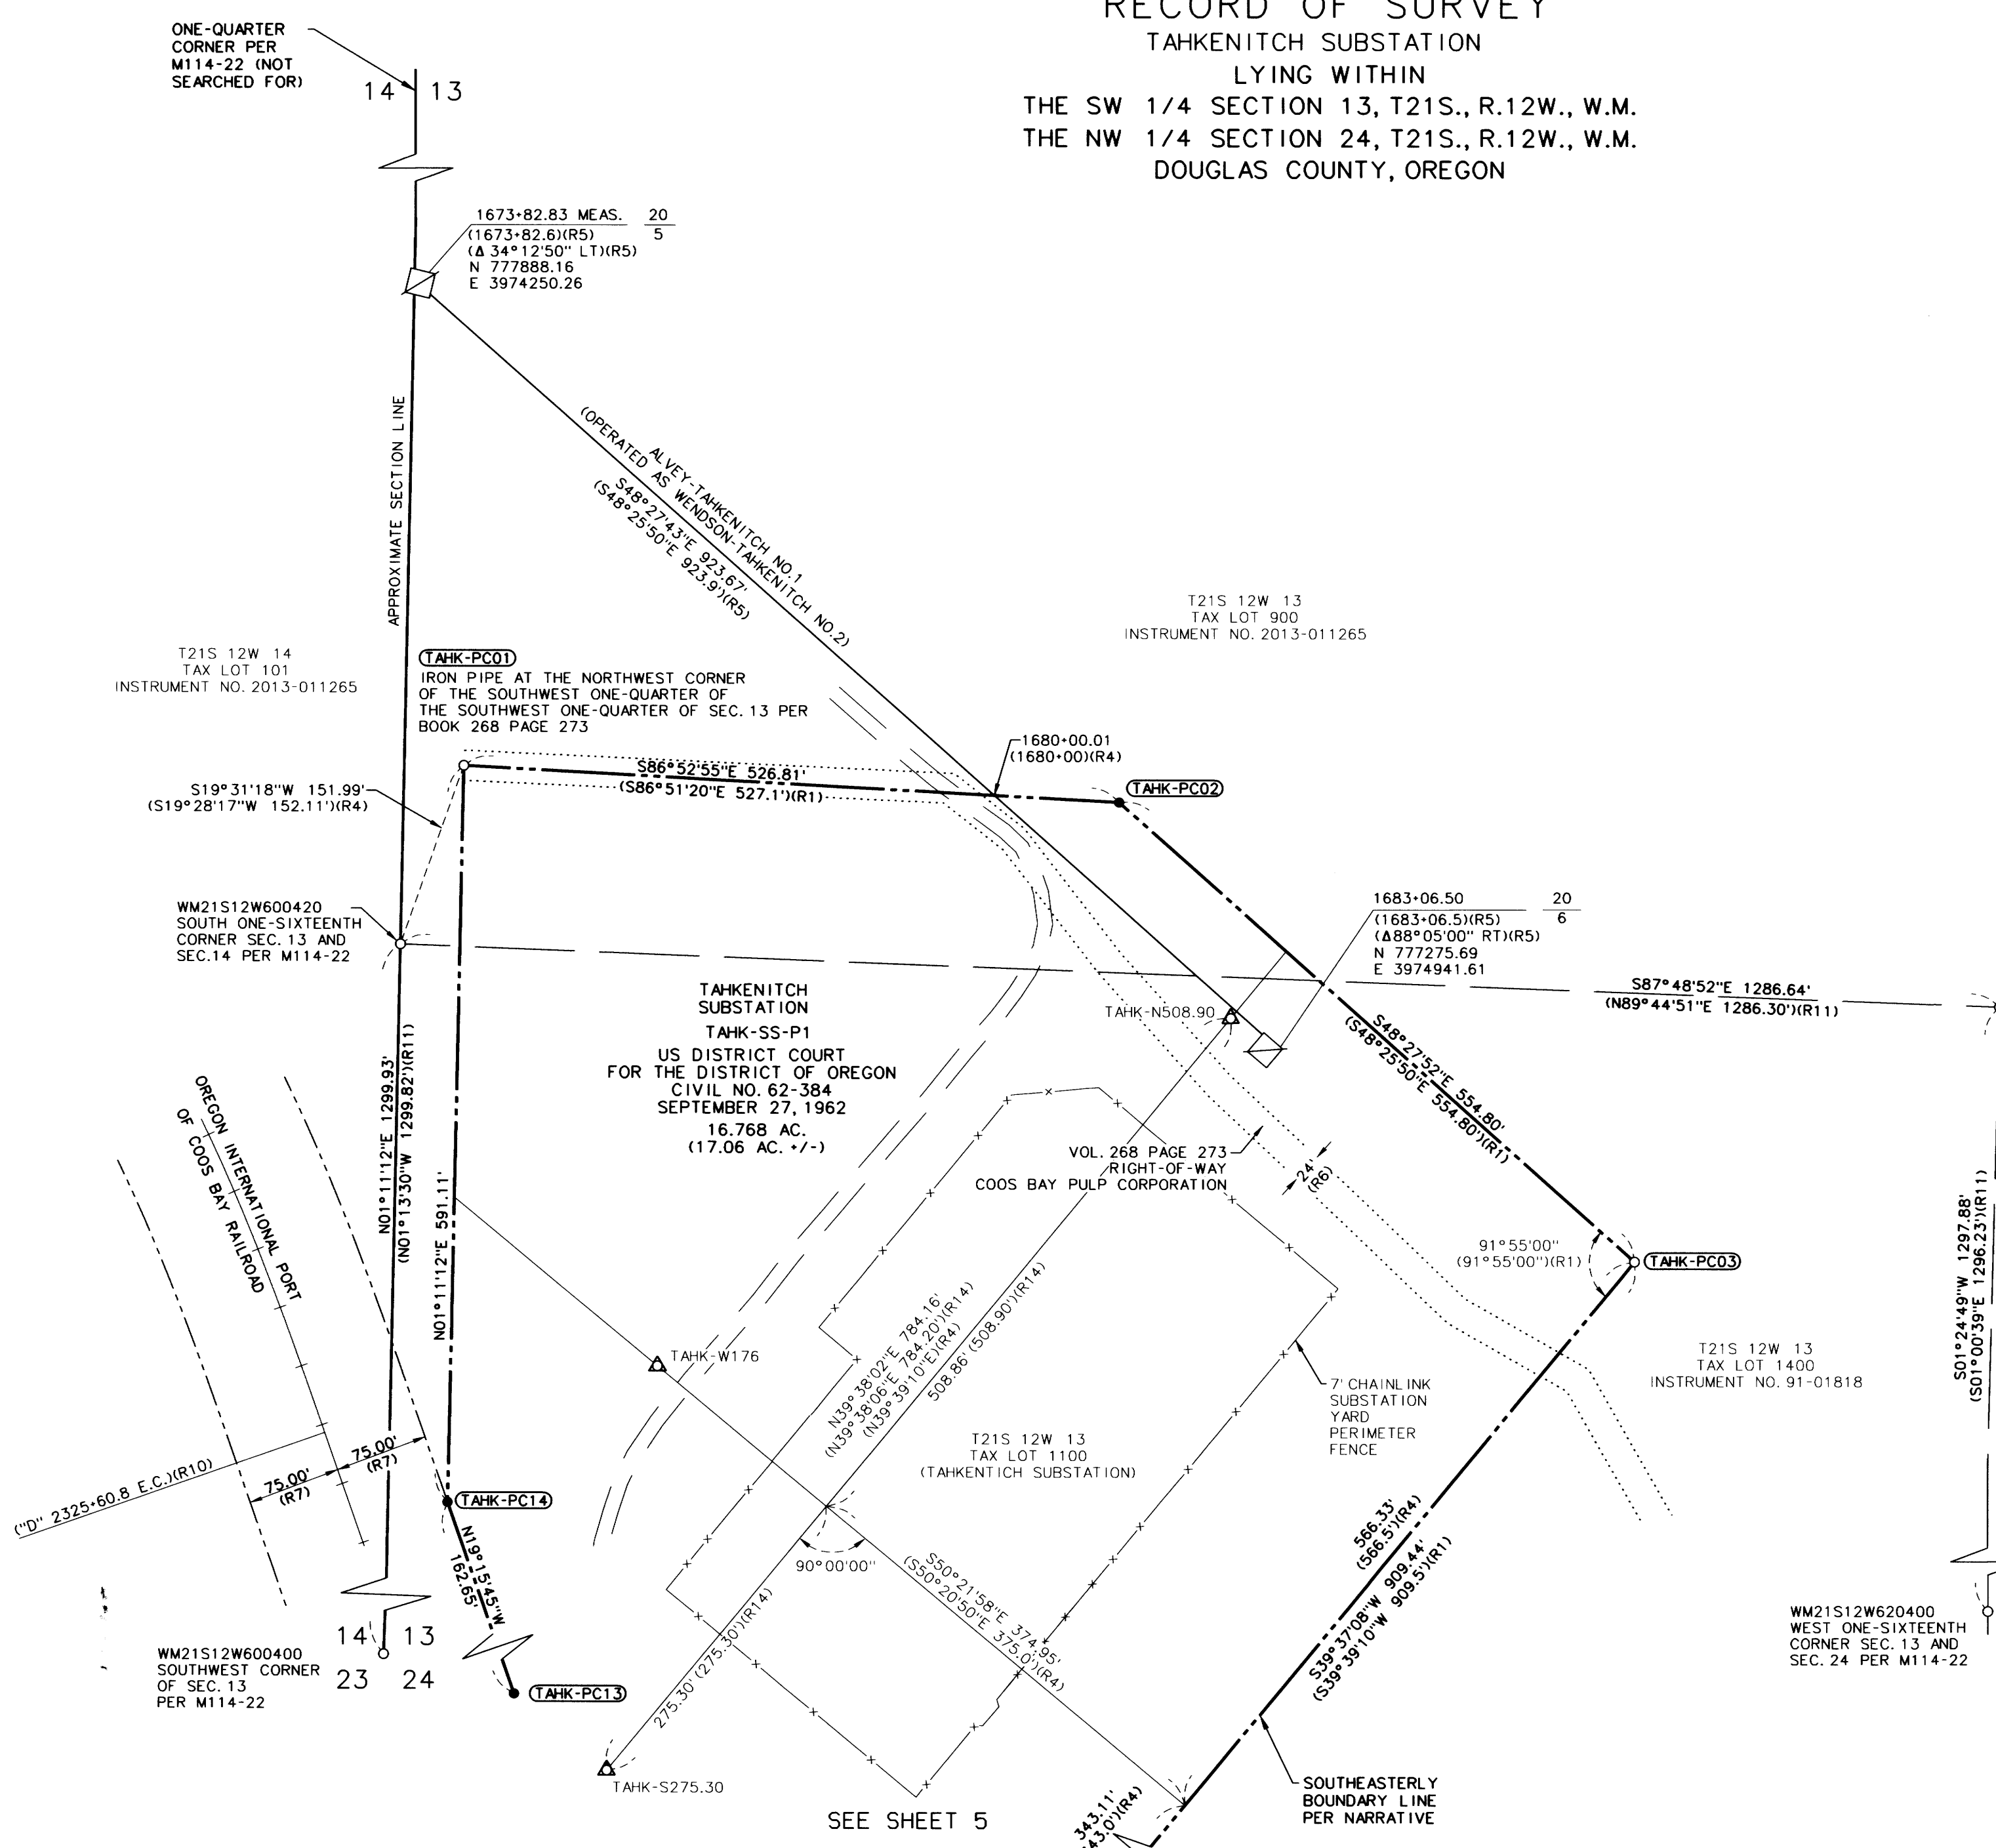 RECORD OF SURVEY
TAHKENITCH SUBSTATION
LYING WITHIN
THE SW 1/4 SECTION 13, T21S., R.12W., W.M.
THE NW 1/4 SECTION 24, T21S., R.12W., W.M.
DOUGLAS COUNTY, OREGON
ONE-QUARTER
CORNER PER
M114-22 (NOT
SEARCHED FOR)
14 13
1673+82.83 MEAS.
(1673+82.6)(R5)
(Δ 34°12'50" LT)(R5)
N 777888.16
E 3974250.26
20
5
APPROXIMATE SECTION LINE
ALVEY-TAHKENITCH NO.1
(OPERATED AS WENDSON-TAHKENITCH NO.2)
S48°27'43"E 923.67'
(S48°25'50"E 923.9')(R5)
T21S 12W 13
TAX LOT 900
INSTRUMENT NO. 2013-011265
T21S 12W 14
TAX LOT 101
INSTRUMENT NO. 2013-011265
TAHK-PC01
IRON PIPE AT THE NORTHWEST CORNER
OF THE SOUTHWEST ONE-QUARTER OF
THE SOUTHWEST ONE-QUARTER OF SEC. 13 PER
BOOK 268 PAGE 273
1680+00.01
(1680+00)(R4)
S86°52'55"E 526.81'
(S86°51'20"E 527.1')(R1)
TAHK-PC02
S19°31'18"W 151.99'
(S19°28'17"W 152.11')(R4)
WM21S12W600420
SOUTH ONE-SIXTEENTH
CORNER SEC. 13 AND
SEC.14 PER M114-22
1683+06.50
(1683+06.5)(R5)
(Δ88°05'00" RT)(R5)
N 777275.69
E 3974941.61
20
6
S87°48'52"E 1286.64'
(N89°44'51"E 1286.30')(R11)
TAHKENITCH
SUBSTATION
TAHK-SS-P1
US DISTRICT COURT
FOR THE DISTRICT OF OREGON
CIVIL NO. 62-384
SEPTEMBER 27, 1962
16.768 AC.
(17.06 AC. +/-)
TAHK-N508.90
S48°27'52"E 554.80'
(S48°25'50"E 554.80')(R1)
N01°11'12"E 1299.93'
(N01°13'30"W 1299.82')(R11)
N01°11'12"E 591.11'
OREGON INTERNATIONAL PORT
OF COOS BAY RAILROAD
VOL. 268 PAGE 273
RIGHT-OF-WAY
COOS BAY PULP CORPORATION
24'
(R6)
91°55'00"
(91°55'00")(R1)
TAHK-PC03
S01°24'49"W 1297.88'
(S01°00'39"E 1296.23')(R11)
TAHK-W176
N39°38'02"E 784.16'
(N39°38'06"E 784.20')(R14)
(N39°39'10"E)(R4)
508.86' (508.90')(R14)
T21S 12W 13
TAX LOT 1400
INSTRUMENT NO. 91-01818
7' CHAINLINK
SUBSTATION
YARD
PERIMETER
FENCE
T21S 12W 13
TAX LOT 1100
(TAHKENTICH SUBSTATION)
75.00'
(R7)
75.00'
(R7)
("D" 2325+60.8 E.C.)(R10)
TAHK-PC14
N19°15'45"W
162.65'
90°00'00"
S50°21'58"E 374.95'
(S50°20'50"E 375.0')(R4)
566.33'
(566.5')(R4)
S39°37'08"W 909.44'
(S39°39'10"W 909.5')(R1)
14 13
23 24
WM21S12W600400
SOUTHWEST CORNER
OF SEC. 13
PER M114-22
TAHK-PC13
275.30' (275.30')(R14)
TAHK-S275.30
WM21S12W620400
WEST ONE-SIXTEENTH
CORNER SEC. 13 AND
SEC. 24 PER M114-22
SOUTHEASTERLY
BOUNDARY LINE
PER NARRATIVE
343.11'
43.0')(R4)
SEE SHEET 5